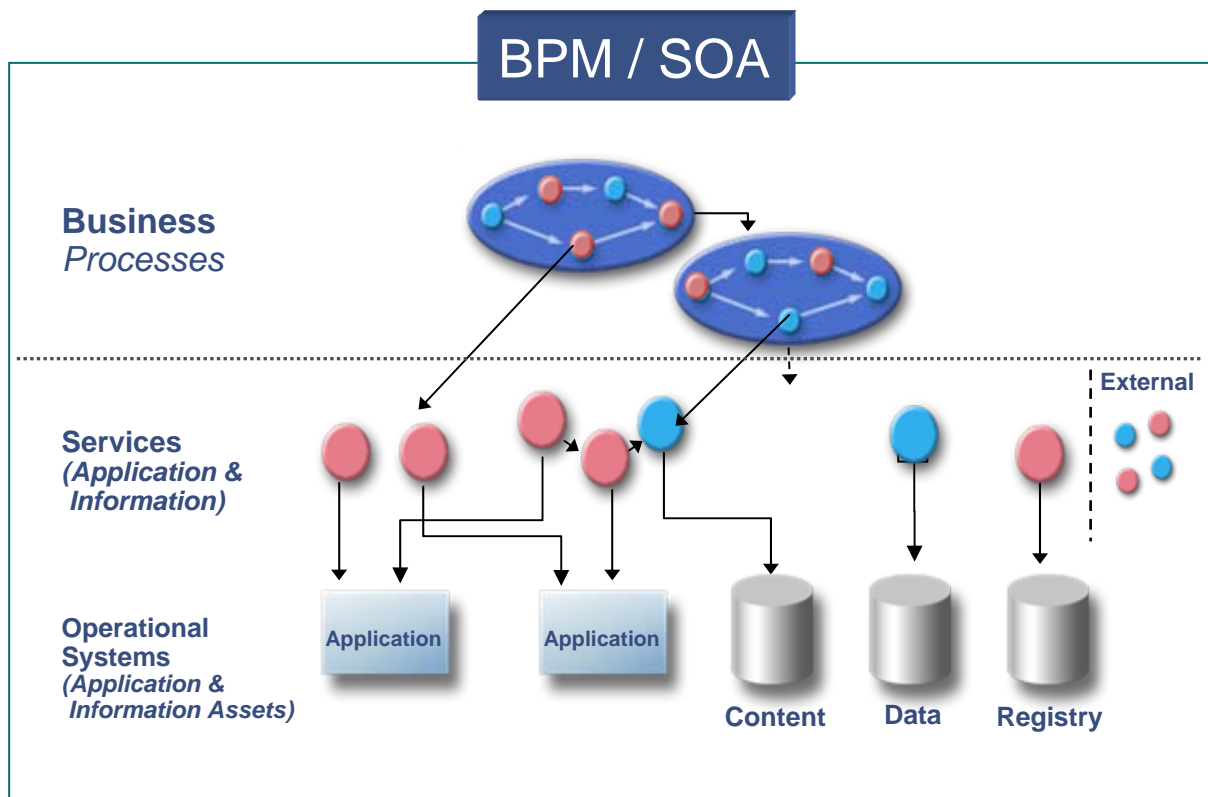 BPM / SOA
Business
Processes
External
Services
(Application &
Information)
Application
Application
Operational
Systems
(Application &
Information Assets)
Content
Data
Registry